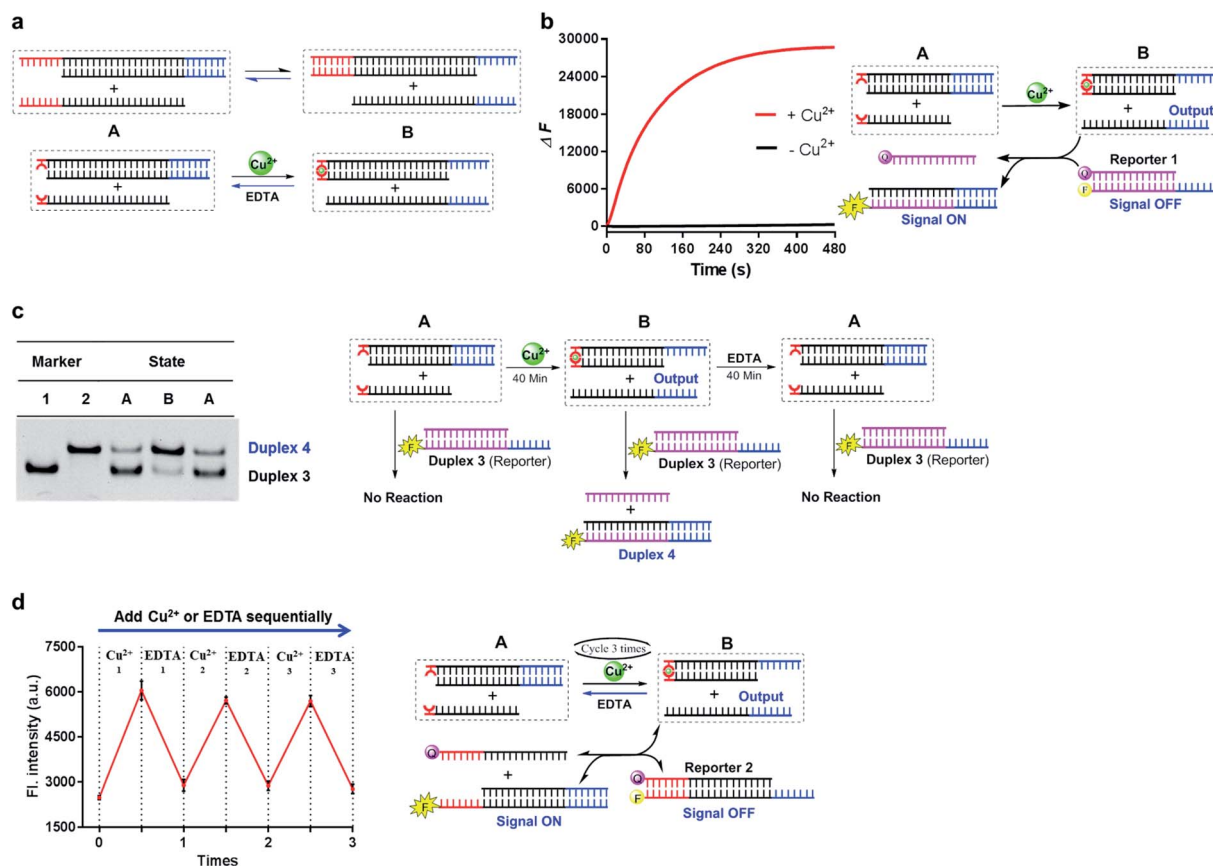 a
+
+
A
B
+
Cu²⁺
EDTA
+
b
30000
24000
18000
12000
6000
0
ΔF
+ Cu²⁺
- Cu²⁺
0 80 160 240 320 400 480
Time (s)
A
B
+
Cu²⁺
+
Output
Q
Reporter 1
Q
F
F
Signal ON
Signal OFF
c
Marker State
1 2 A B A
Duplex 4
Duplex 3
A
B
A
+
Cu²⁺
40 Min
+
Output
EDTA
40 Min
+
F
Duplex 3 (Reporter)
F
Duplex 3 (Reporter)
F
Duplex 3 (Reporter)
No Reaction
+
No Reaction
F
Duplex 4
d
Add Cu²⁺ or EDTA sequentially
Cu²⁺ EDTA Cu²⁺ EDTA Cu²⁺ EDTA
1 1 2 2 3 3
7500
6000
4500
3000
1500
Fl. intensity (a.u.)
0 1 2 3
Times
A
Cycle 3 times
B
+
Cu²⁺
EDTA
+
Output
Q
+
Reporter 2
Q
F
F
Signal ON
Signal OFF